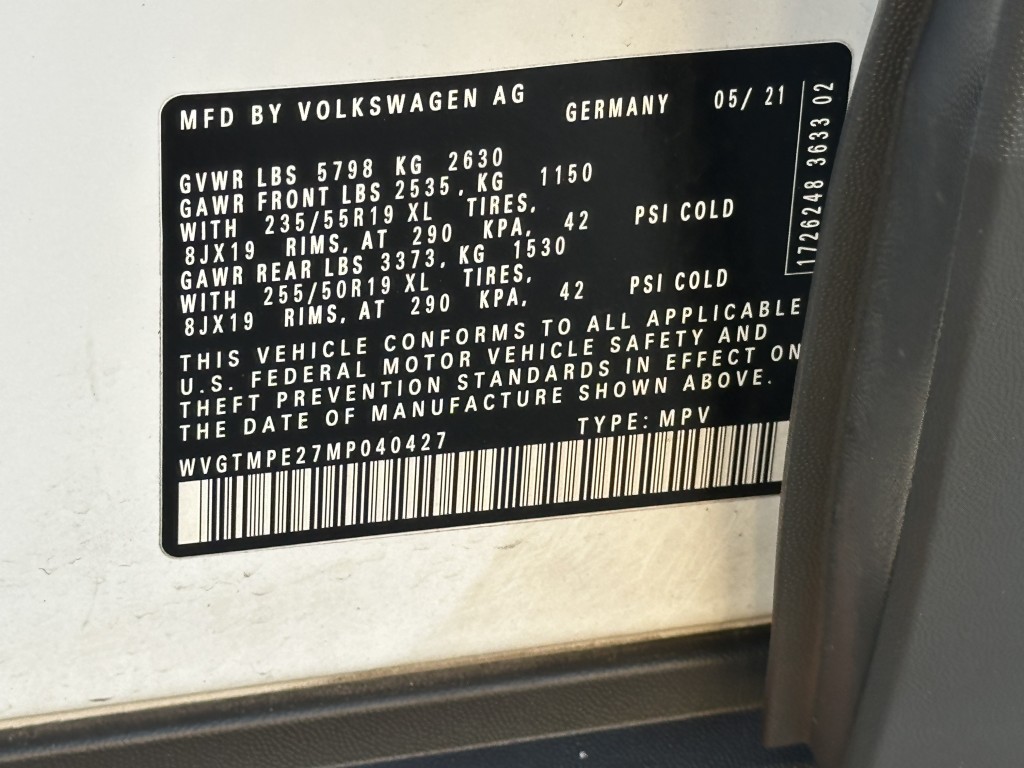 MFD BY VOLKSWAGEN AG GERMANY 05/ 21
GVWR LBS 5798 KG 2630
GAWR FRONT LBS 2535, KG 1150
WITH 235/55R19 XL TIRES,
8JX19 RIMS, AT 290 KPA, 42 PSI COLD
GAWR REAR LBS 3373, KG 1530
WITH 255/50R19 XL TIRES,
8JX19 RIMS, AT 290 KPA, 42 PSI COLD
THIS VEHICLE CONFORMS TO ALL APPLICABLE
U.S. FEDERAL MOTOR VEHICLE SAFETY AND
THEFT PREVENTION STANDARDS IN EFFECT ON
THE DATE OF MANUFACTURE SHOWN ABOVE.
WVGTMPE27MP040427 TYPE: MPV
1726248 3633 02